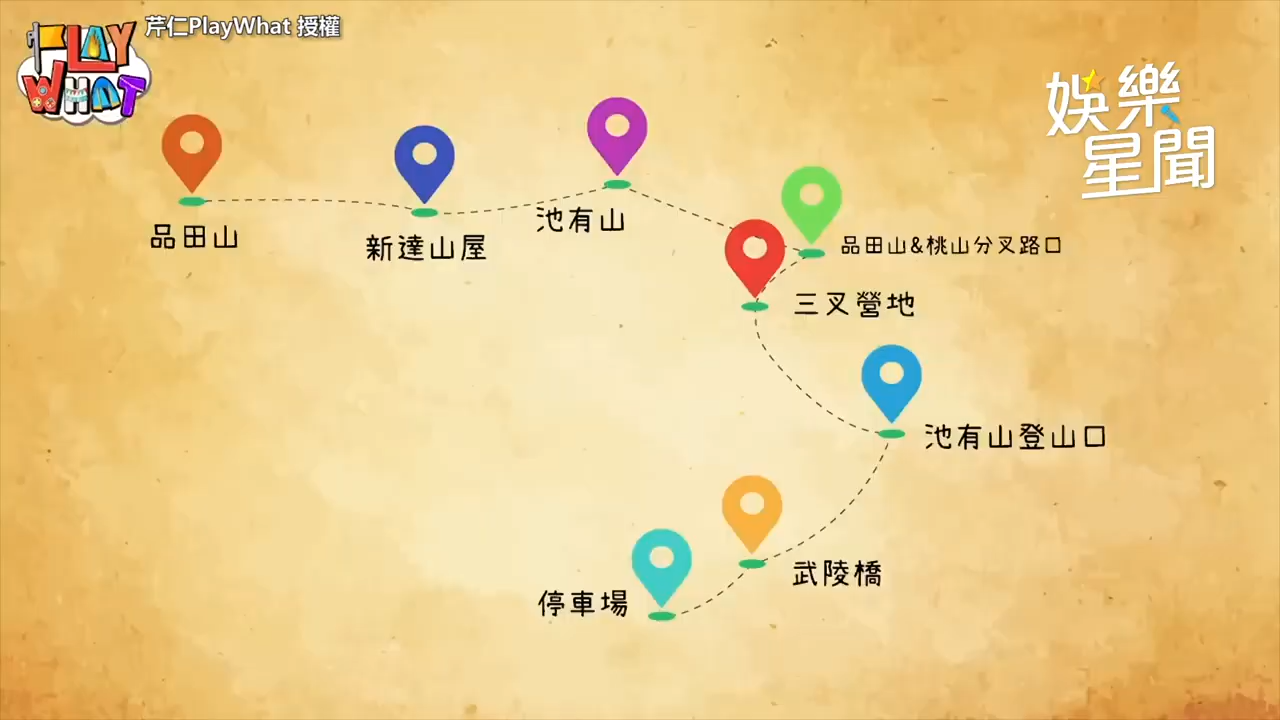 芹仁PlayWhat 授權
PLAY
WHAT
娛樂
星聞
品田山
新達山屋
池有山
品田山&桃山分叉路口
三叉營地
池有山登山口
武陵橋
停車場